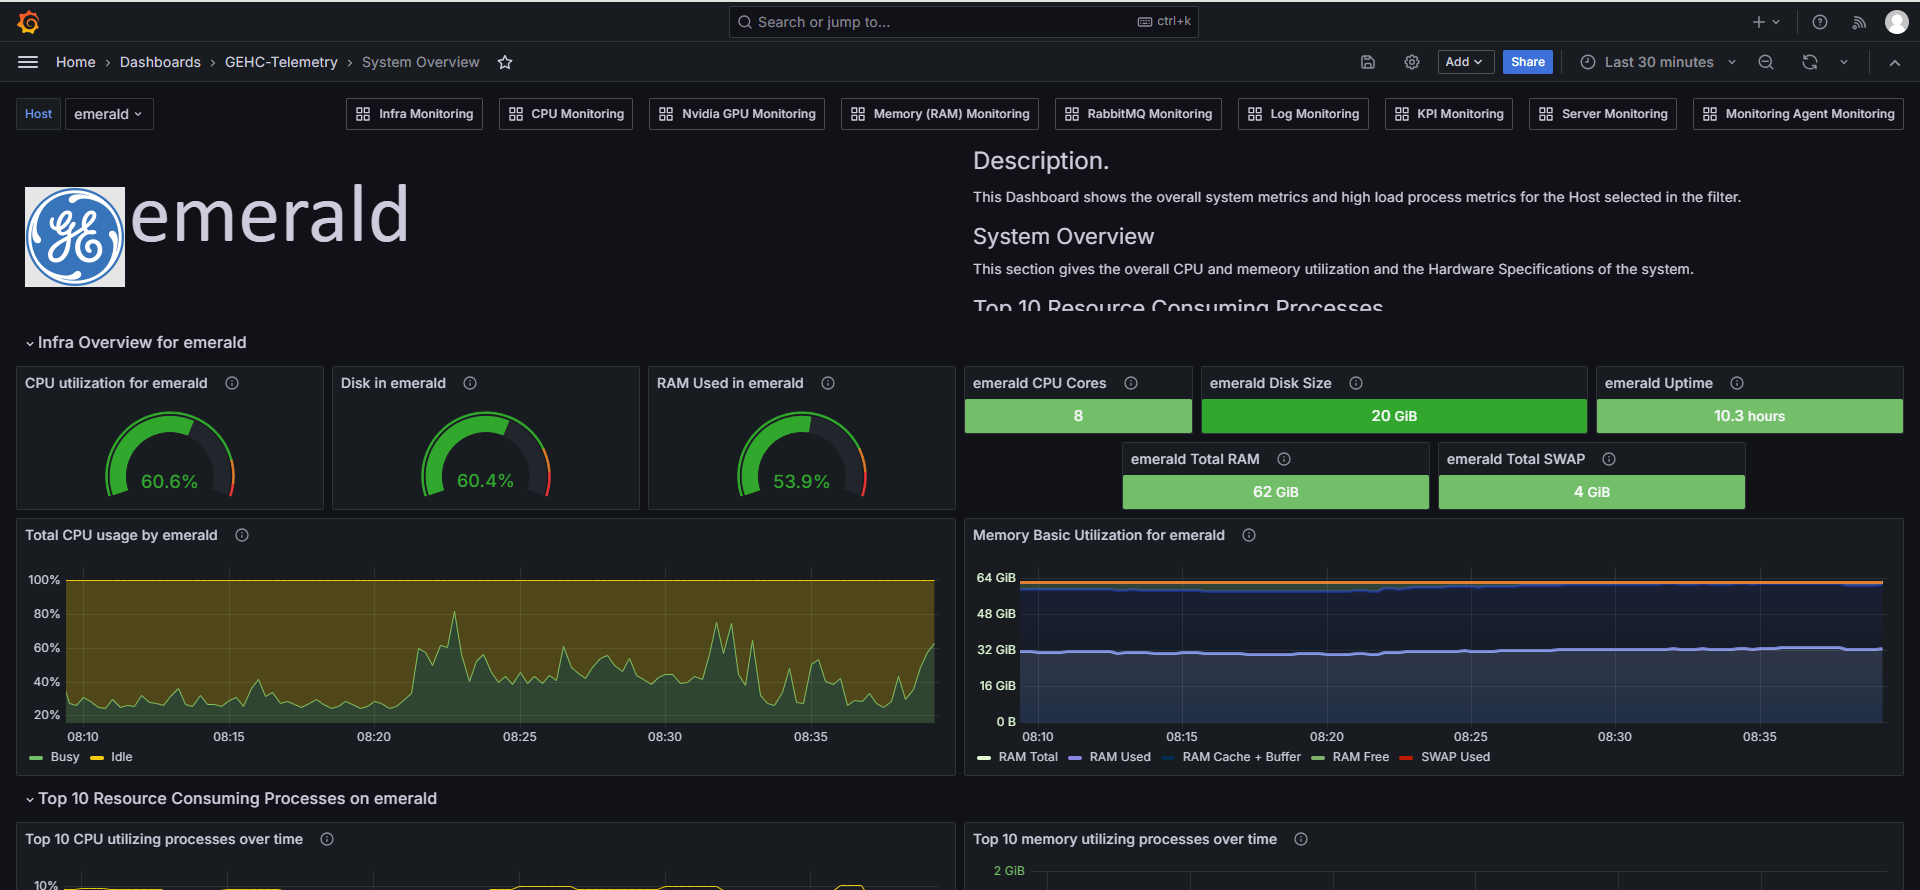 Search or jump to...
ctrl+k
Home
Dashboards
GEHC-Telemetry
System Overview
Add
Share
Last 30 minutes
Host
emerald
Infra Monitoring
CPU Monitoring
Nvidia GPU Monitoring
Memory (RAM) Monitoring
RabbitMQ Monitoring
Log Monitoring
KPI Monitoring
Server Monitoring
Monitoring Agent Monitoring
GE
emerald
Description.
This Dashboard shows the overall system metrics and high load process metrics for the Host selected in the filter.
System Overview
This section gives the overall CPU and memeory utilization and the Hardware Specifications of the system.
Top 10 Resource Consuming Processes
Infra Overview for emerald
CPU utilization for emerald
60.6%
Disk in emerald
60.4%
RAM Used in emerald
53.9%
emerald CPU Cores
8
emerald Disk Size
20 GiB
emerald Uptime
10.3 hours
emerald Total RAM
62 GiB
emerald Total SWAP
4 GiB
Total CPU usage by emerald
100%
80%
60%
40%
20%
08:10 08:15 08:20 08:25 08:30 08:35
Busy Idle
Memory Basic Utilization for emerald
64 GiB
48 GiB
32 GiB
16 GiB
0 B
08:10 08:15 08:20 08:25 08:30 08:35
RAM Total RAM Used RAM Cache + Buffer RAM Free SWAP Used
Top 10 Resource Consuming Processes on emerald
Top 10 CPU utilizing processes over time
10%
Top 10 memory utilizing processes over time
2 GiB